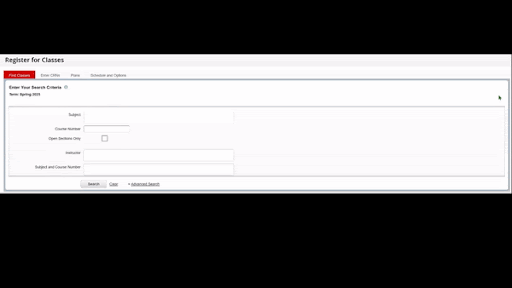 Register for Classes
Find Classes Enter CRNs Plans Schedule and Options
Enter Your Search Criteria
Term: Spring 2023
Subject
Course Number
Open Sections Only
Instructor
Subject and Course Number
Search Clear Advanced Search